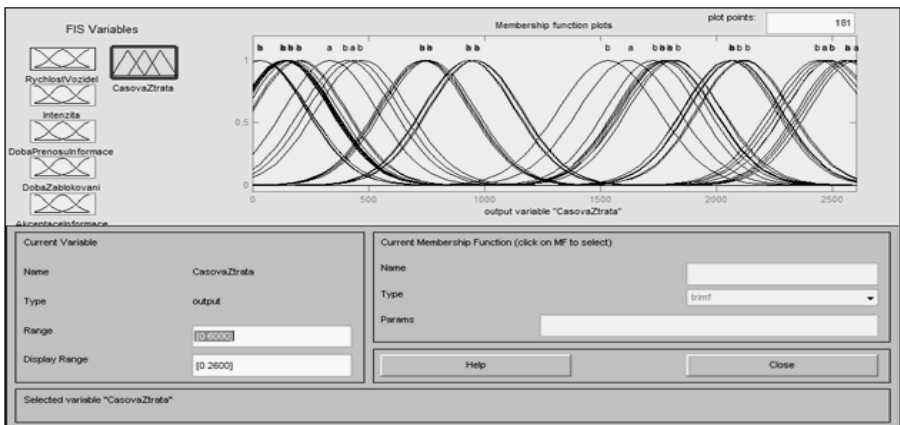 FIS Variables
RychlostVozidel
Intenzita
DobaPrenosuInformace
DobaZablokovani
AkceptaceInformace
CasovaZtrata
Membership function plots
plot points:
181
b b b b a b a b b b b b b a b b b b b b b b a b b a
1
0.5
0
0 500 1000 1500 2000 2500
output variable "CasovaZtrata"
Current Variable
Name CasovaZtrata
Type output
Range [0 6000]
Display Range [0 2600]
Current Membership Function (click on MF to select)
Name
Type trimf
Params
Help Close
Selected variable "CasovaZtrata"